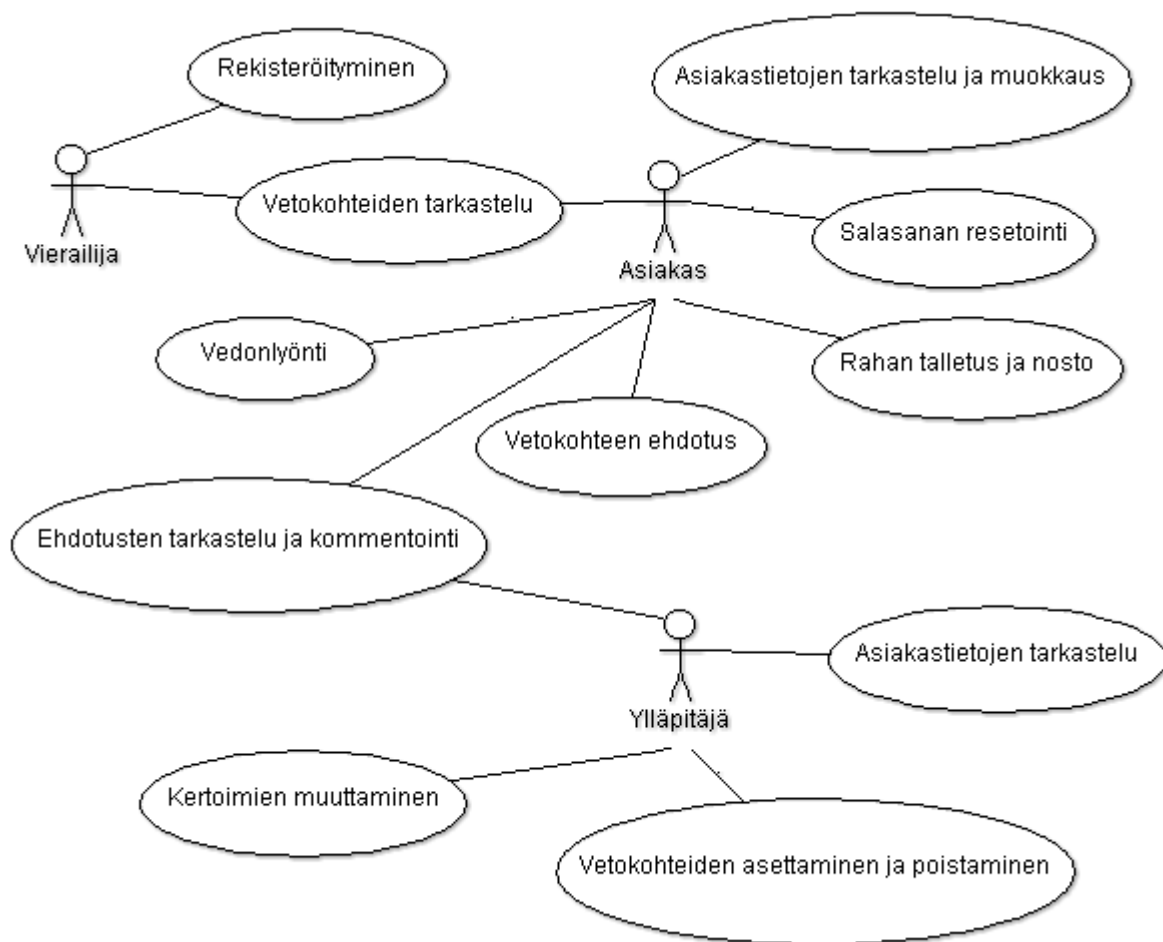 Rekisteröityminen
Asiakastietojen tarkastelu ja muokkaus
Vetokohteiden tarkastelu
Vierailija
Salasanan resetointi
Asiakas
Vedonlyönti
Rahan talletus ja nosto
Vetokohteen ehdotus
Ehdotusten tarkastelu ja kommentointi
Asiakastietojen tarkastelu
Ylläpitäjä
Kertoimien muuttaminen
Vetokohteiden asettaminen ja poistaminen